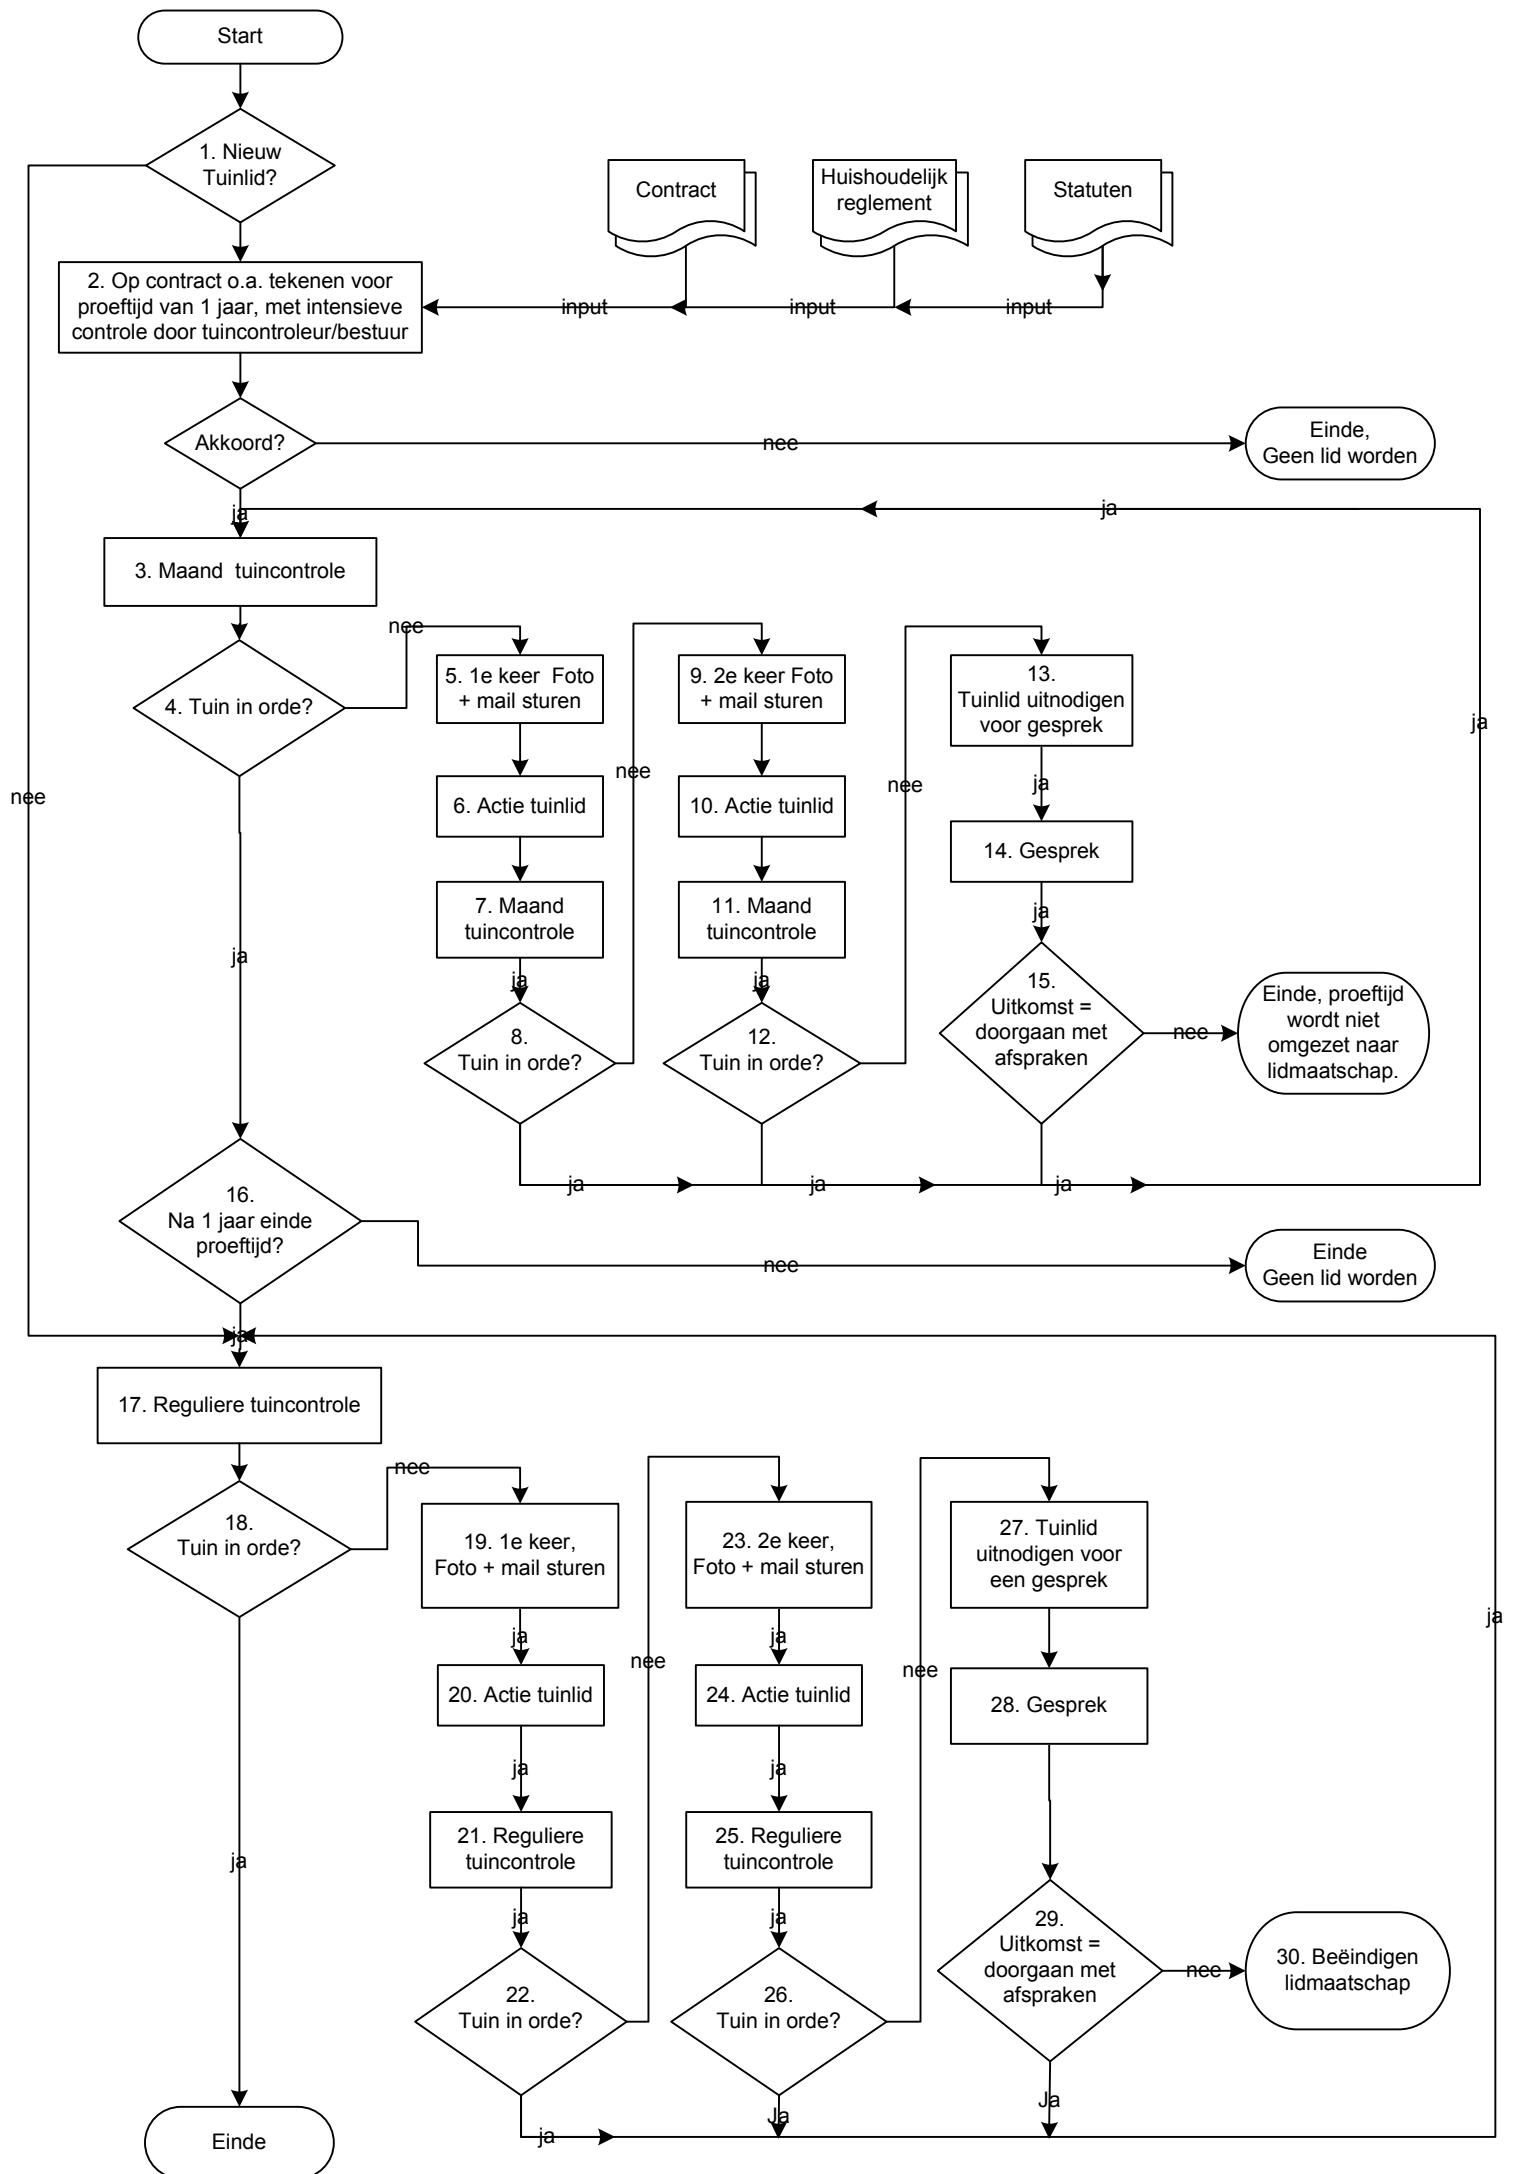 Start
1. Nieuw
Tuinlid?
Contract
Huishoudelijk
reglement
Statuten
2. Op contract o.a. tekenen voor
proeftijd van 1 jaar, met intensieve
controle door tuincontroleur/bestuur
input
input
input
Akkoord?
nee
Einde,
Geen lid worden
ja
ja
3. Maand  tuincontrole
nee
4. Tuin in orde?
5. 1e keer  Foto
+ mail sturen
9. 2e keer Foto
+ mail sturen
13.
Tuinlid uitnodigen
voor gesprek
ja
nee
nee
nee
ja
6. Actie tuinlid
10. Actie tuinlid
14. Gesprek
7. Maand
tuincontrole
11. Maand
tuincontrole
ja
ja
ja
ja
8.
Tuin in orde?
12.
Tuin in orde?
15.
Uitkomst =
doorgaan met
afspraken
nee
Einde, proeftijd
wordt niet
omgezet naar
lidmaatschap.
ja
ja
ja
16.
Na 1 jaar einde
proeftijd?
nee
Einde
Geen lid worden
ja
17. Reguliere tuincontrole
nee
18.
Tuin in orde?
19. 1e keer,
Foto + mail sturen
23. 2e keer,
Foto + mail sturen
27. Tuinlid
uitnodigen voor
een gesprek
ja
ja
ja
nee
nee
20. Actie tuinlid
24. Actie tuinlid
28. Gesprek
ja
ja
21. Reguliere
tuincontrole
25. Reguliere
tuincontrole
ja
ja
ja
22.
Tuin in orde?
26.
Tuin in orde?
29.
Uitkomst =
doorgaan met
afspraken
nee
30. Beëindigen
lidmaatschap
ja
Ja
Ja
Einde